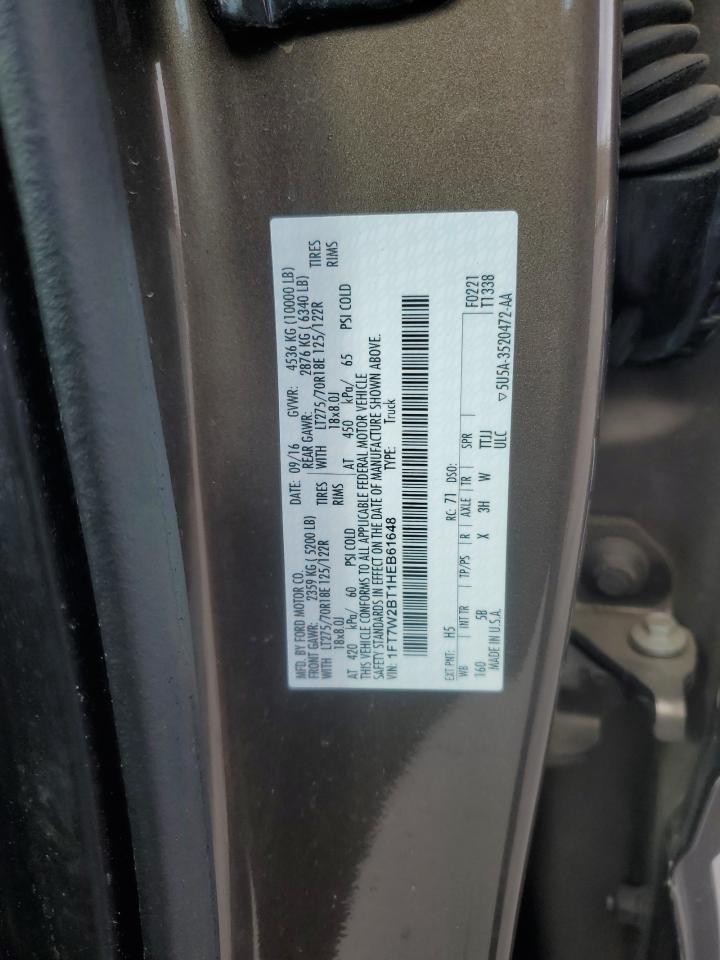 MFD. BY FORD MOTOR CO.
DATE: 09/16 GVWR: 4536 KG (10000 LB)
FRONT GAWR: 2359 KG ( 5200 LB) REAR GAWR: 2876 KG ( 6340 LB)
WITH LT275/70R18E 125/122R TIRES WITH LT275/70R18E 125/122R TIRES
18x8.0J RIMS 18x8.0J RIMS
AT 420 kPa/ 60 PSI COLD AT 450 kPa/ 65 PSI COLD
THIS VEHICLE CONFORMS TO ALL APPLICABLE FEDERAL MOTOR VEHICLE
SAFETY STANDARDS IN EFFECT ON THE DATE OF MANUFACTURE SHOWN ABOVE.
VIN: 1FT7W2BT1HEB61648 TYPE: Truck
EXT PNT: H5 RC: 71 DSO: F0221
WB INT TR TP/PS R AXLE TR SPR T1338
160 5B X 3H W TTJJ
MADE IN U.S.A. ULC ▽ 5U5A-3520472-AA